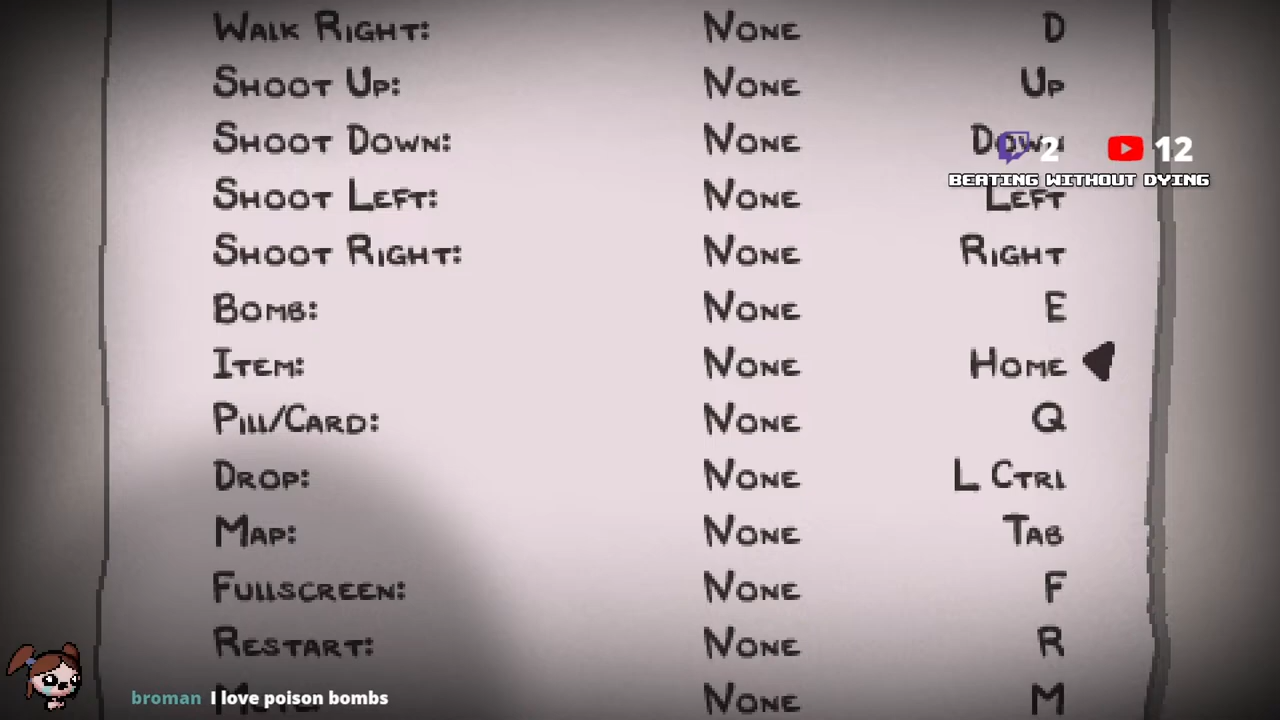 Walk Right: None D
Shoot Up: None Up
Shoot Down: None Down
2 12
BEATING WITHOUT DYING
Shoot Left: None Left
Shoot Right: None Right
Bomb: None E
Item: None Home
Pill/Card: None Q
Drop: None L Ctrl
Map: None Tab
Fullscreen: None F
Restart: None R
None M
broman I love poison bombs